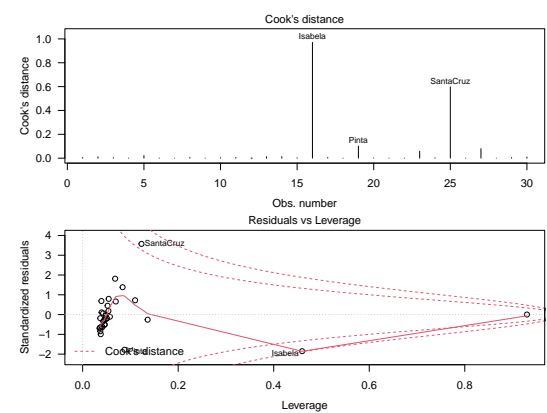 Cook's distance
Cook's distance
1.0
0.8
0.6
0.4
0.2
0.0
Isabela
SantaCruz
Pinta
0 5 10 15 20 25 30
Obs. number
Residuals vs Leverage
Standardized residuals
4
3
2
1
0
−1
−2
SantaCruz
Cook's distance
Pinta
Isabela
0.0 0.2 0.4 0.6 0.8
Leverage